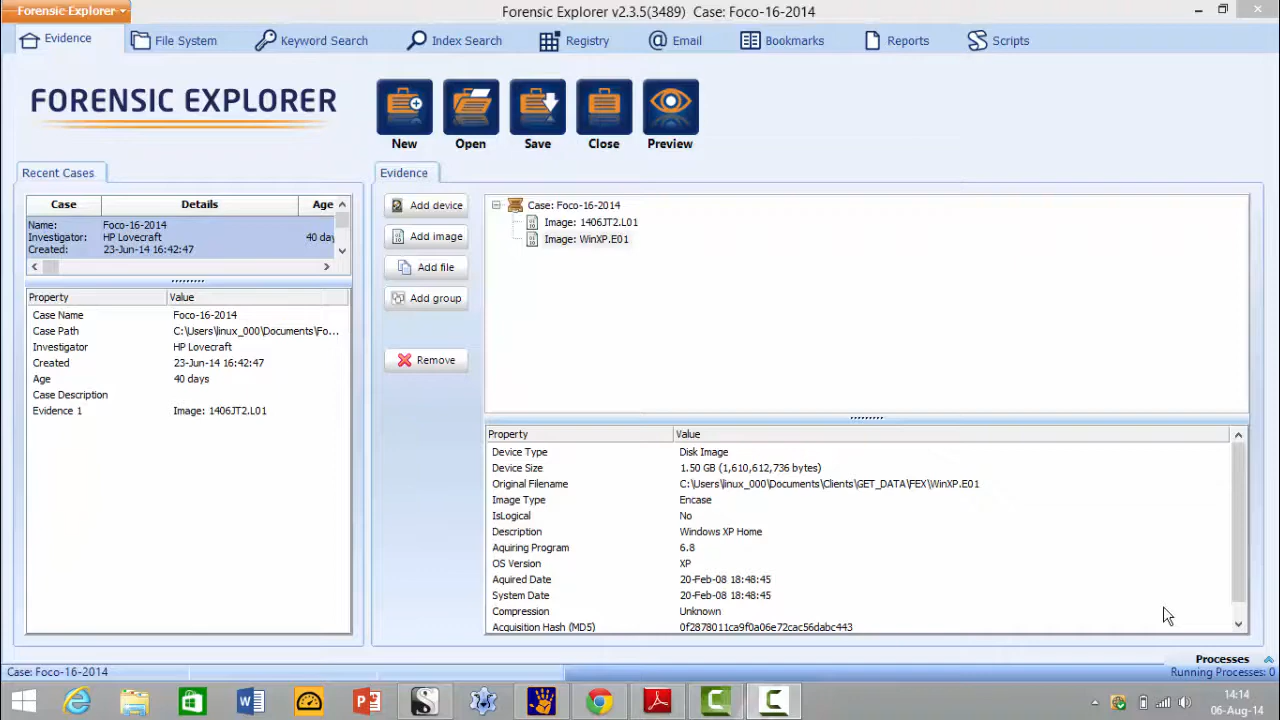 Forensic Explorer
Forensic Explorer v2.3.5(3489) Case: Foco-16-2014
Evidence
File System
Keyword Search
Index Search
Registry
Email
Bookmarks
Reports
Scripts
FORENSIC EXPLORER
New
Open
Save
Close
Preview
Recent Cases
Case Details Age
Name: Foco-16-2014
Investigator: HP Lovecraft 40 day
Created: 23-Jun-14 16:42:47
Property Value
Case Name Foco-16-2014
Case Path C:\Users\linux_000\Documents\Fo...
Investigator HP Lovecraft
Created 23-Jun-14 16:42:47
Age 40 days
Case Description
Evidence 1 Image: 1406JT2.L01
Evidence
Add device
Add image
Add file
Add group
Remove
Case: Foco-16-2014
Image: 1406JT2.L01
Image: WinXP.E01
Property Value
Device Type Disk Image
Device Size 1.50 GB (1,610,612,736 bytes)
Original Filename C:\Users\linux_000\Documents\Clients\GET_DATA\FEX\WinXP.E01
Image Type Encase
IsLogical No
Description Windows XP Home
Aquiring Program 6.8
OS Version XP
Aquired Date 20-Feb-08 18:48:45
System Date 20-Feb-08 18:48:45
Compression Unknown
Acquisition Hash (MD5) 0f2878011ca9f0a06e72cac56dabc443
Processes
Case: Foco-16-2014
Running Processes: 0
14:14
06-Aug-14